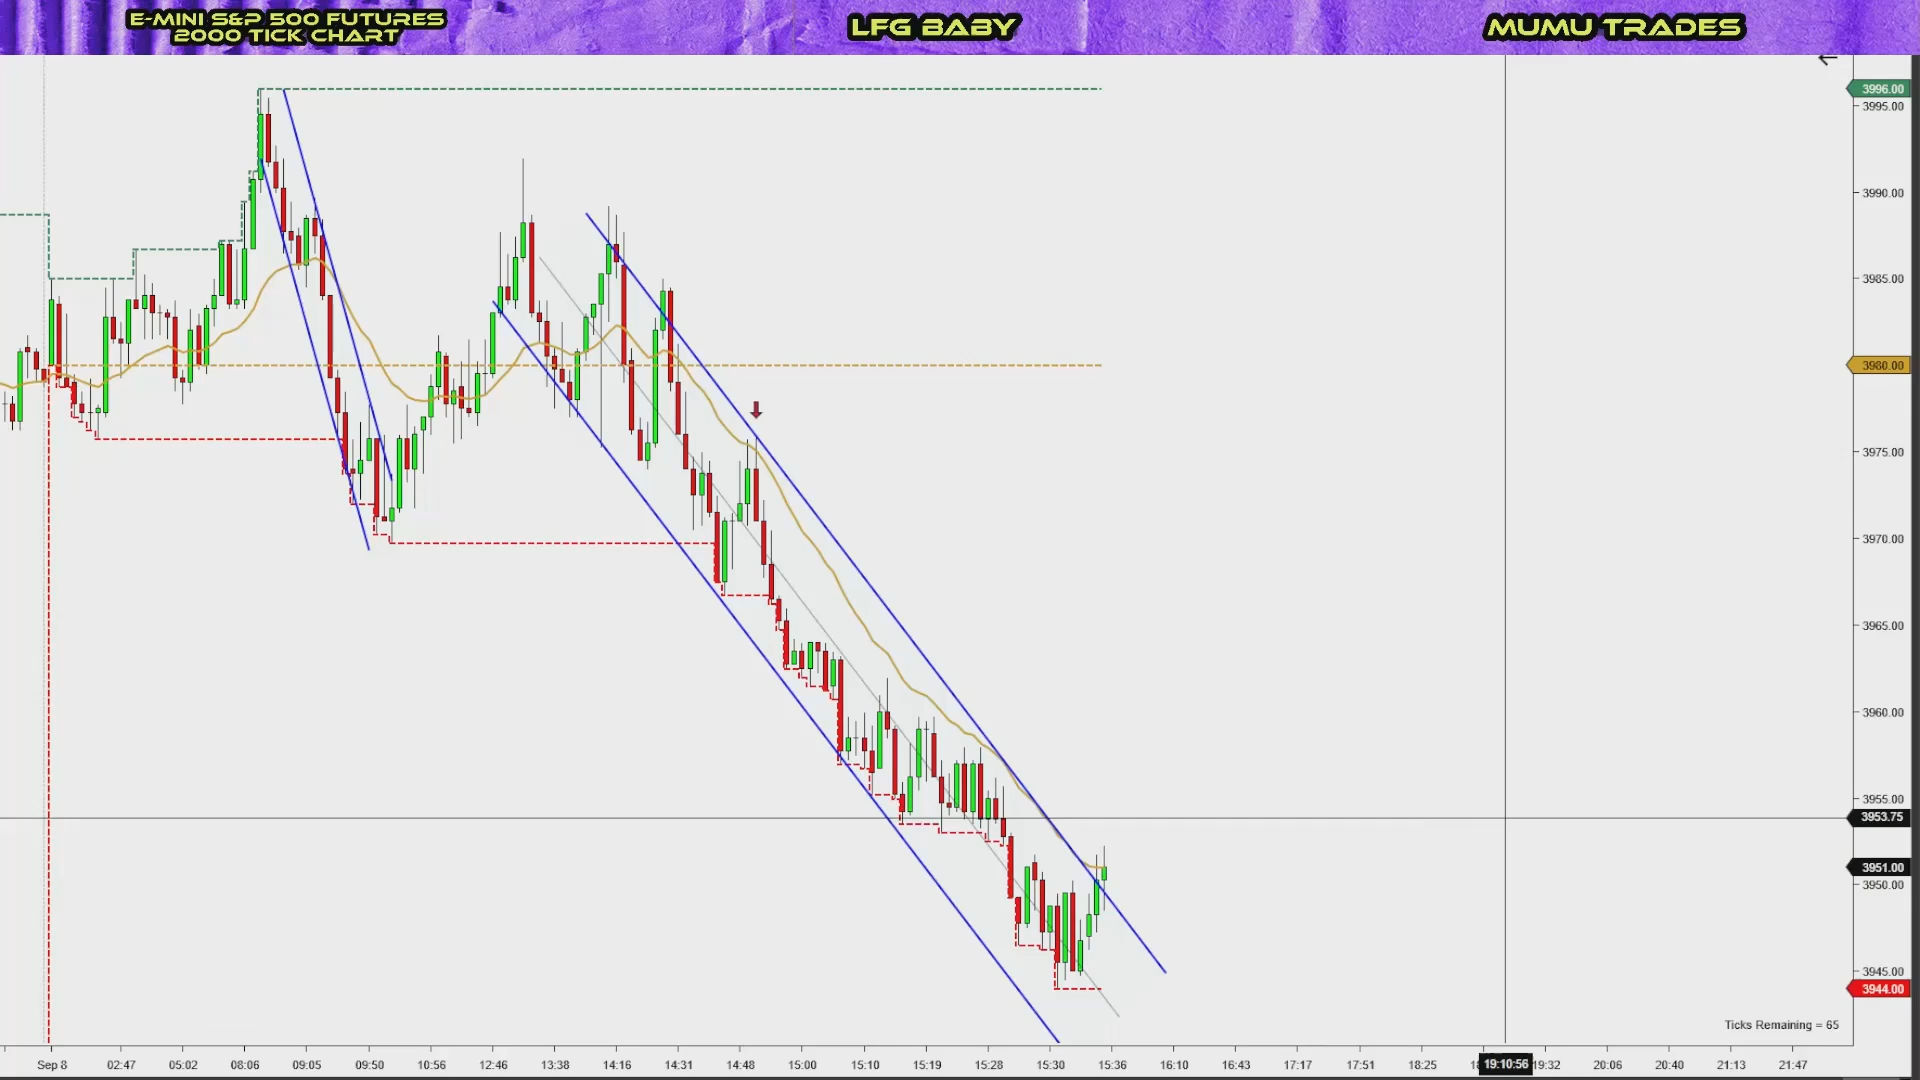 E-MINI S&P 500 FUTURES
2000 TICK CHART
LFG BABY
MUMU TRADES
3996.00
3995.00
3990.00
3985.00
3980.00
3975.00
3970.00
3965.00
3960.00
3955.00
3953.75
3951.00
3950.00
3945.00
3944.00
Ticks Remaining = 65
Sep 8 02:47 05:02 08:06 09:05 09:50 10:56 12:46 13:38 14:16 14:31 14:48 15:00 15:10 15:19 15:28 15:30 15:36 16:10 16:43 17:17 17:51 18:25 19:10:56 19:32 20:06 20:40 21:13 21:47